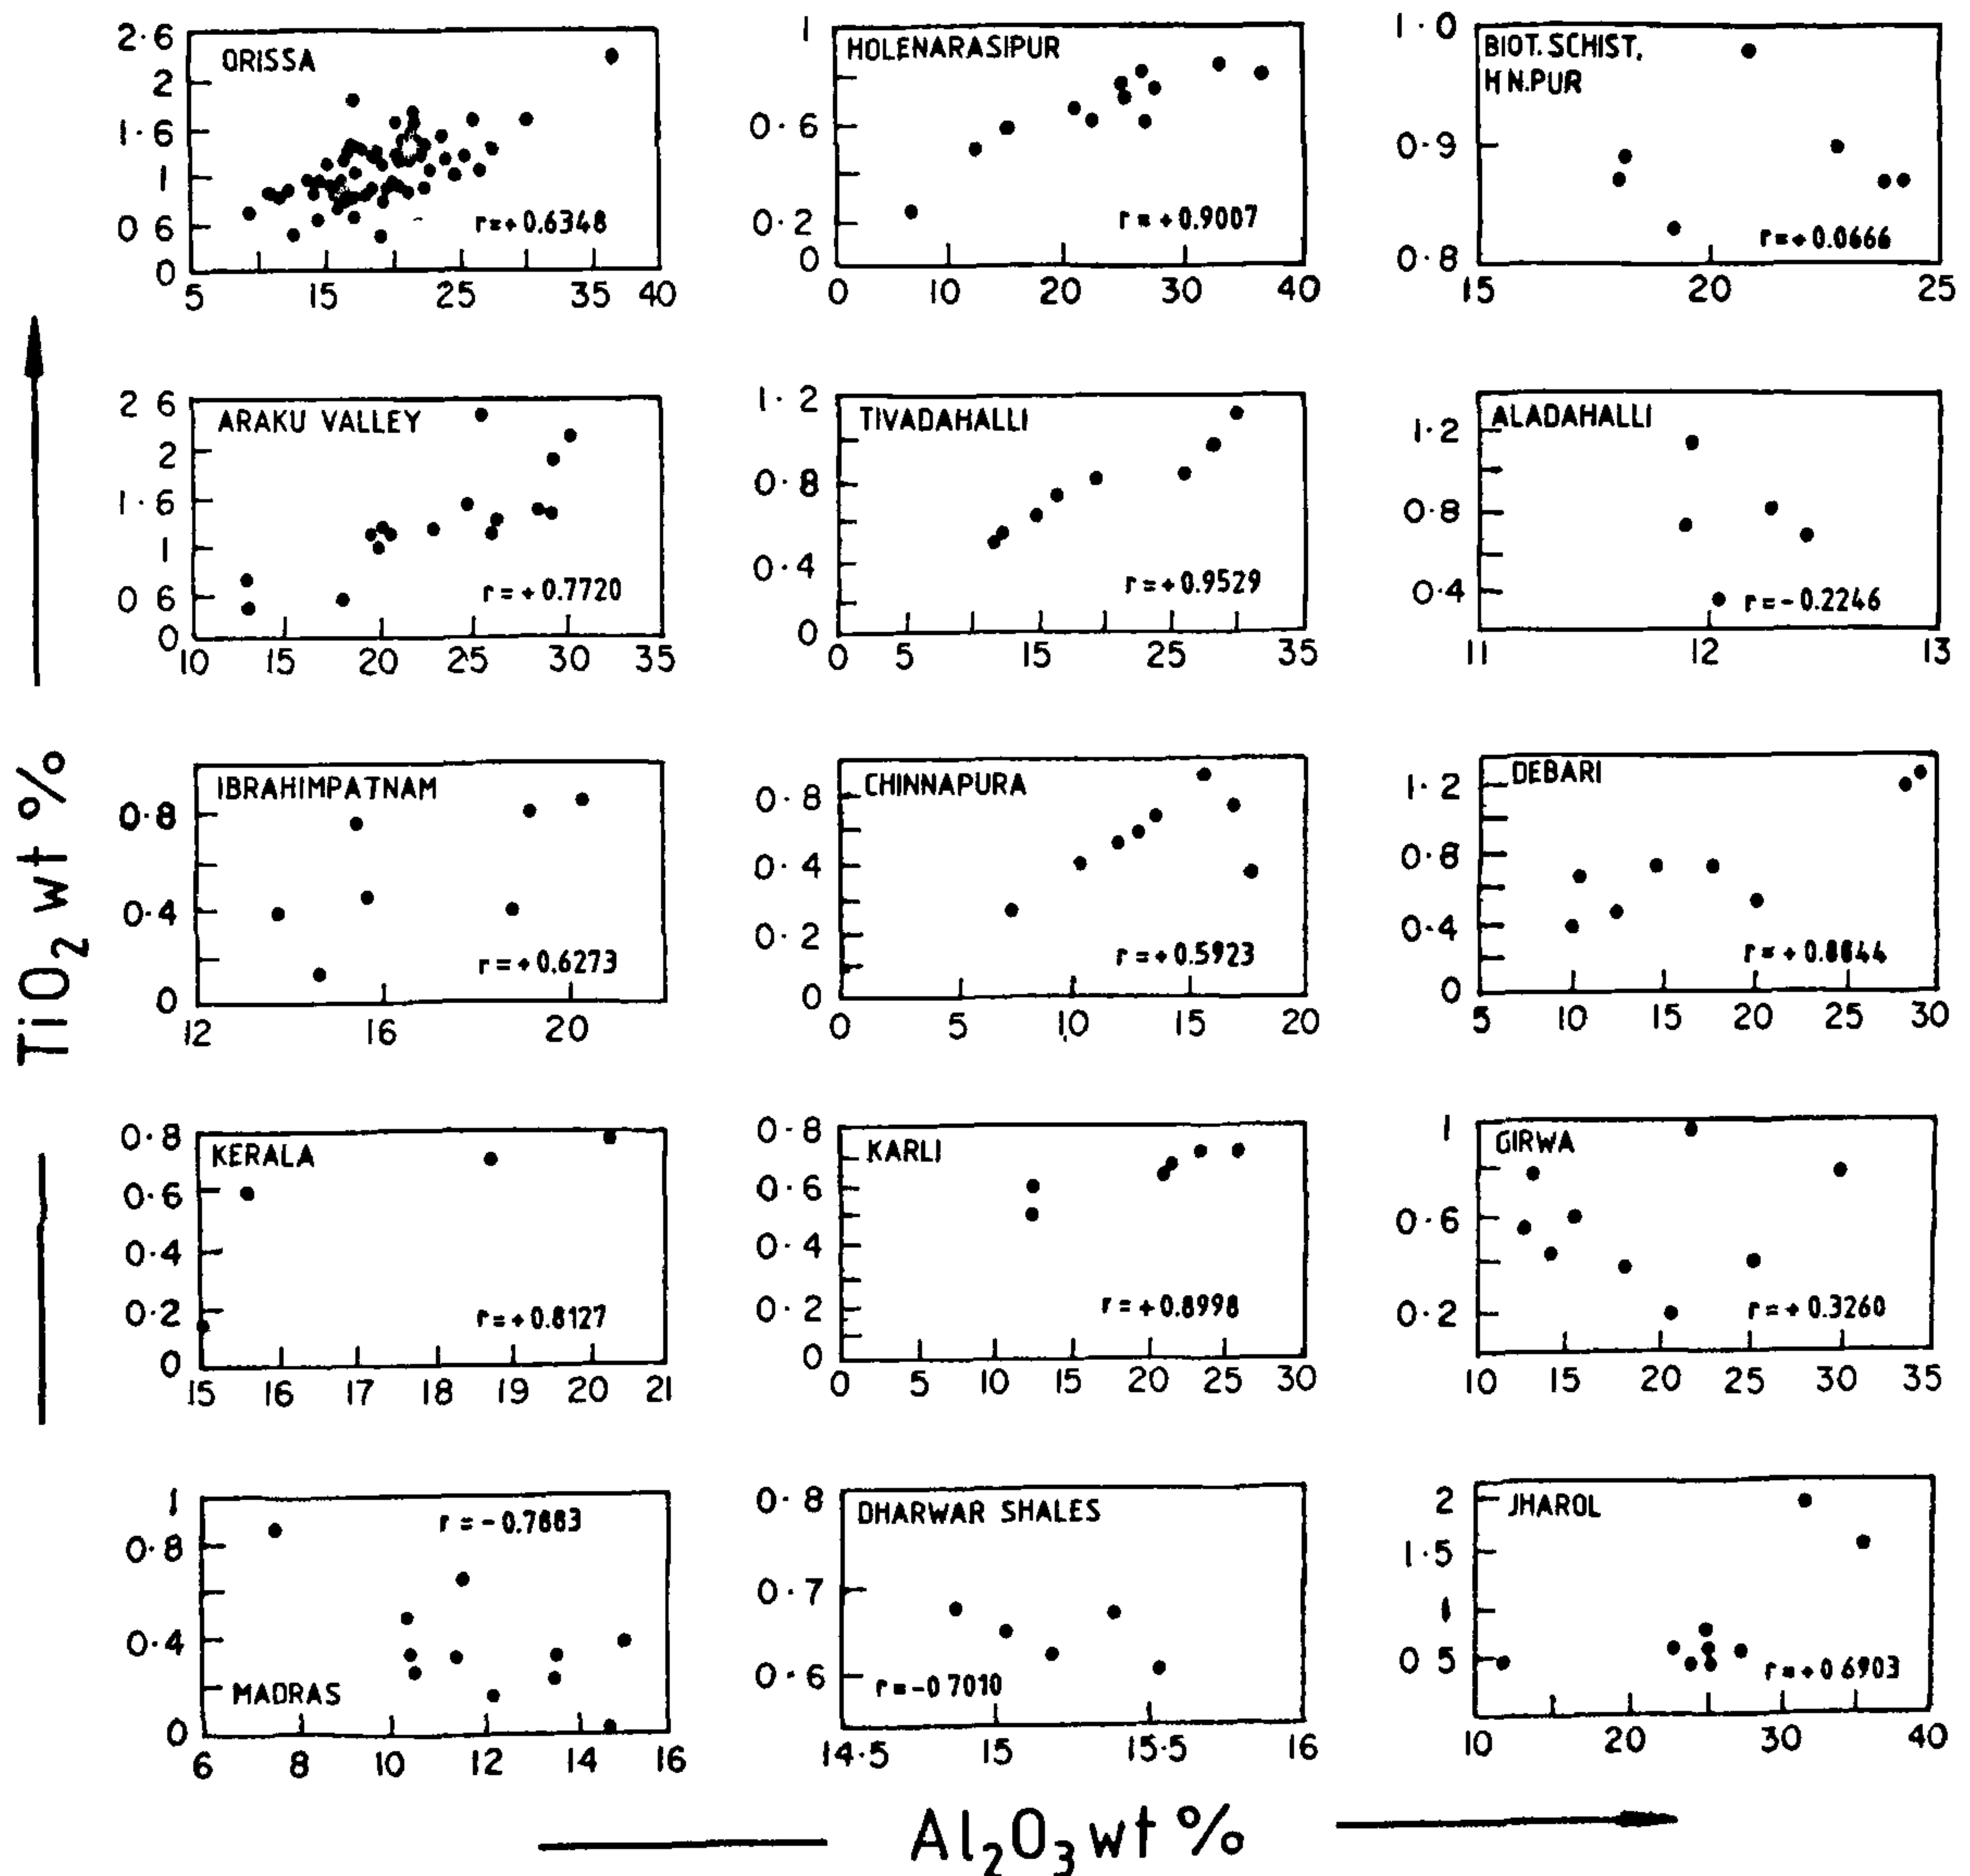 TiO2 wt %
ORISSA
2.6
2
1.6
1
0 6
0
r=+0.6348
5 15 25 35 40
HOLENARASIPUR
1
0.6
0.2
0
r=+0.9007
0 10 20 30 40
BIOT. SCHIST,
H N.PUR
1.0
0.9
0.8
r=+0.0666
15 20 25
ARAKU VALLEY
2 6
2
1.6
1
0 6
0
r=+0.7720
10 15 20 25 30 35
TIVADAHALLI
1.2
0.8
0.4
0
r=+0.9529
0 5 15 25 35
ALADAHALLI
1.2
0.8
0.4
r=-0.2246
11 12 13
IBRAHIMPATNAM
0.8
0.4
0
r=+0.6273
12 16 20
CHINNAPURA
0.8
0.4
0.2
0
r=+0.5923
0 5 10 15 20
DEBARI
1.2
0.8
0.4
0
r=+0.8844
5 10 15 20 25 30
KERALA
0.8
0.6
0.4
0.2
0
r=+0.8127
15 16 17 18 19 20 21
KARLI
0.8
0.6
0.4
0.2
0
r=+0.8998
0 5 10 15 20 25 30
GIRWA
1
0.6
0.2
r=+0.3260
10 15 20 25 30 35
MADRAS
1
0.8
0.4
0
r=-0.7883
6 8 10 12 14 16
DHARWAR SHALES
0.8
0.7
0.6
r=-0 7010
14.5 15 15.5 16
JHAROL
2
1.5
1
0 5
r=+0 6903
10 20 30 40
Al2O3 wt %